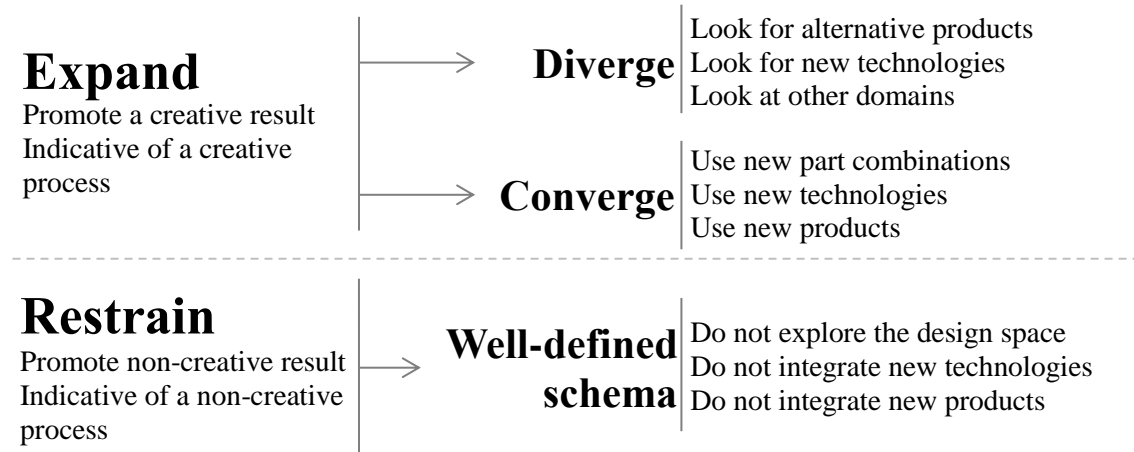 Expand
Promote a creative result
Indicative of a creative
process
Diverge
Look for alternative products
Look for new technologies
Look at other domains
Converge
Use new part combinations
Use new technologies
Use new products
Restrain
Promote non-creative result
Indicative of a non-creative
process
Well-defined
schema
Do not explore the design space
Do not integrate new technologies
Do not integrate new products